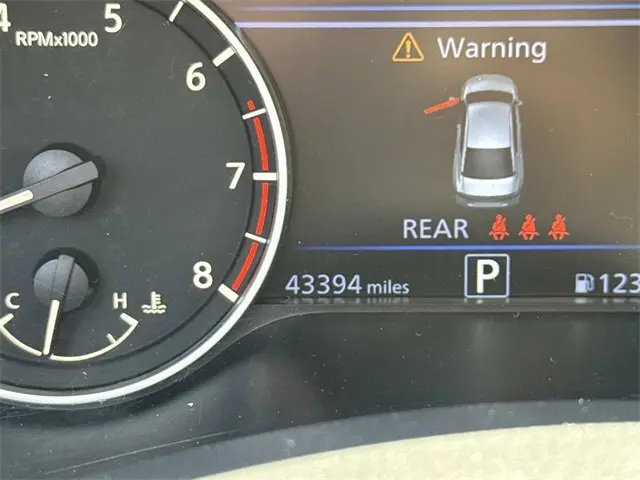 4 5
RPMx1000
6
7
8
C H
Warning
REAR
43394 miles P 123